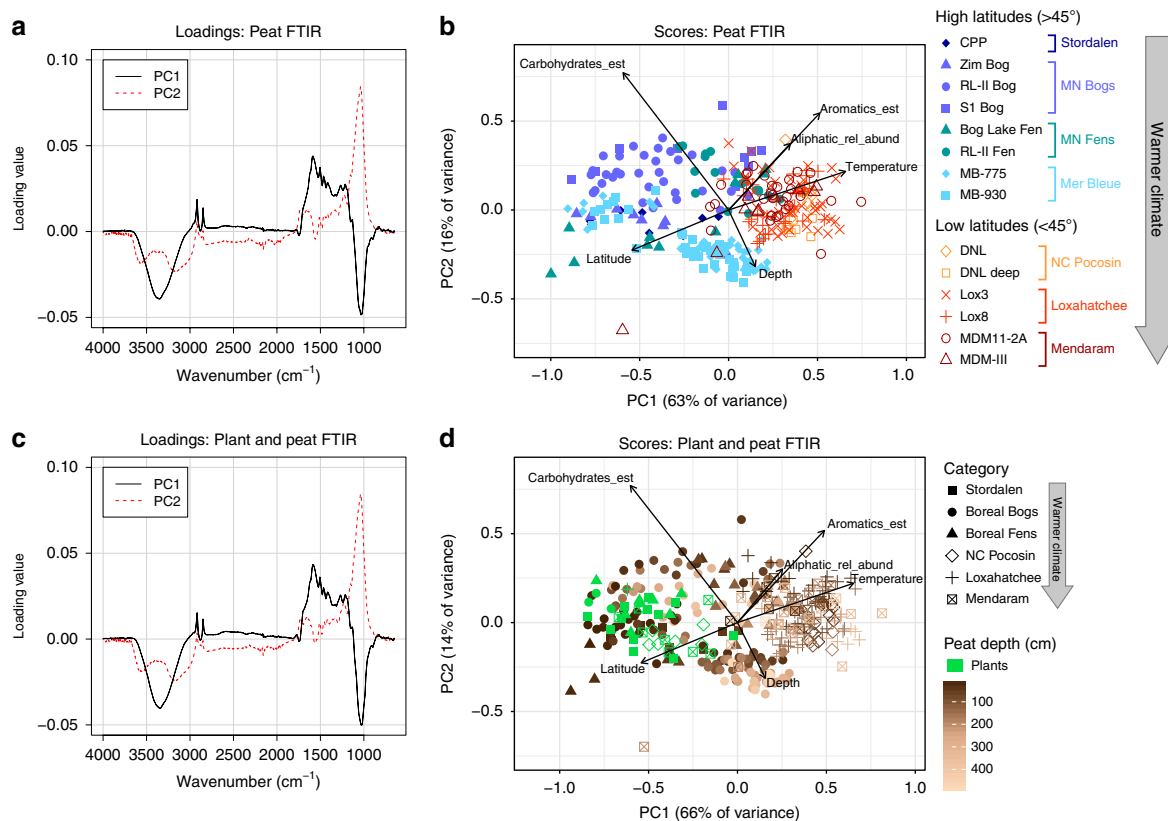 a
Loadings: Peat FTIR
PC1
PC2
0.10
0.05
0.00
−0.05
Loading value
4000 3000 2000 1500 1000
Wavenumber (cm−1)
b
Scores: Peat FTIR
Carbohydrates_est
Aromatics_est
Aliphatic_rel_abund
Temperature
Latitude
Depth
0.5
0.0
−0.5
PC2 (16% of variance)
−1.0 −0.5 0.0 0.5 1.0
PC1 (63% of variance)
High latitudes (>45°)
CPP
Stordalen
Zim Bog
RL-II Bog
MN Bogs
S1 Bog
Bog Lake Fen
MN Fens
RL-II Fen
MB-775
Mer Bleue
MB-930
Low latitudes (<45°)
DNL
NC Pocosin
DNL deep
Lox3
Loxahatchee
Lox8
MDM11-2A
Mendaram
MDM-III
Warmer climate
c
Loadings: Plant and peat FTIR
PC1
PC2
0.10
0.05
0.00
−0.05
Loading value
4000 3000 2000 1500 1000
Wavenumber (cm−1)
d
Scores: Plant and peat FTIR
Carbohydrates_est
Aromatics_est
Aliphatic_rel_abund
Temperature
Latitude
Depth
0.5
0.0
−0.5
PC2 (14% of variance)
−1.0 −0.5 0.0 0.5 1.0
PC1 (66% of variance)
Category
Stordalen
Boreal Bogs
Boreal Fens
NC Pocosin
Loxahatchee
Mendaram
Warmer climate
Peat depth (cm)
Plants
100
200
300
400